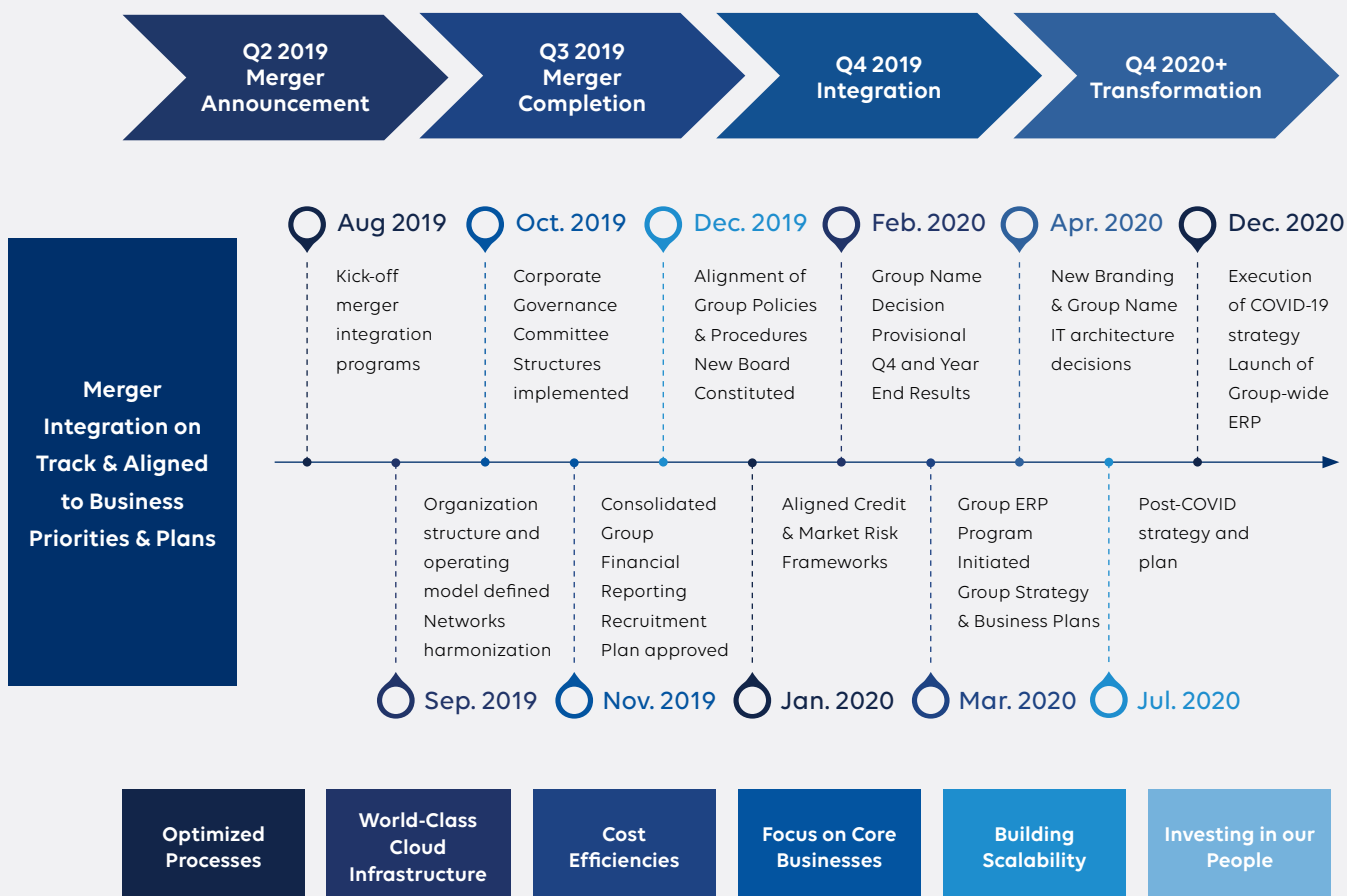 Q2 2019
Merger
Announcement
Q3 2019
Merger
Completion
Q4 2019
Integration
Q4 2020+
Transformation
Merger
Integration on
Track & Aligned
to Business
Priorities & Plans
Aug 2019
Kick-off
merger
integration
programs
Oct. 2019
Corporate
Governance
Committee
Structures
implemented
Dec. 2019
Alignment of
Group Policies
& Procedures
New Board
Constituted
Feb. 2020
Group Name
Decision
Provisional
Q4 and Year
End Results
Apr. 2020
New Branding
& Group Name
IT architecture
decisions
Dec. 2020
Execution
of COVID-19
strategy
Launch of
Group-wide
ERP
Organization
structure and
operating
model defined
Networks
harmonization
Sep. 2019
Consolidated
Group
Financial
Reporting
Recruitment
Plan approved
Nov. 2019
Aligned Credit
& Market Risk
Frameworks
Jan. 2020
Group ERP
Program
Initiated
Group Strategy
& Business Plans
Mar. 2020
Post-COVID
strategy and
plan
Jul. 2020
Optimized
Processes
World-Class
Cloud
Infrastructure
Cost
Efficiencies
Focus on Core
Businesses
Building
Scalability
Investing in our
People